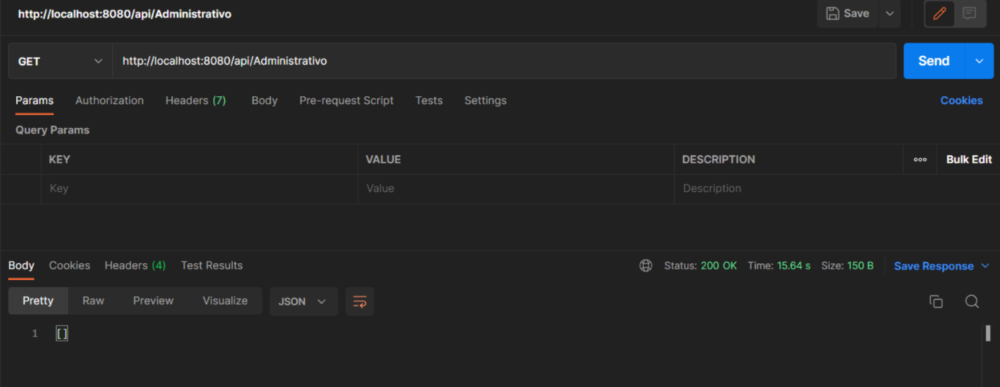 http://localhost:8080/api/Administrativo Save
GET http://localhost:8080/api/Administrativo Send
Params Authorization Headers (7) Body Pre-request Script Tests Settings Cookies
Query Params
KEY VALUE DESCRIPTION ooo Bulk Edit
Key Value Description
Body Cookies Headers (4) Test Results Status: 200 OK Time: 15.64 s Size: 150 B Save Response
Pretty Raw Preview Visualize JSON
1 []